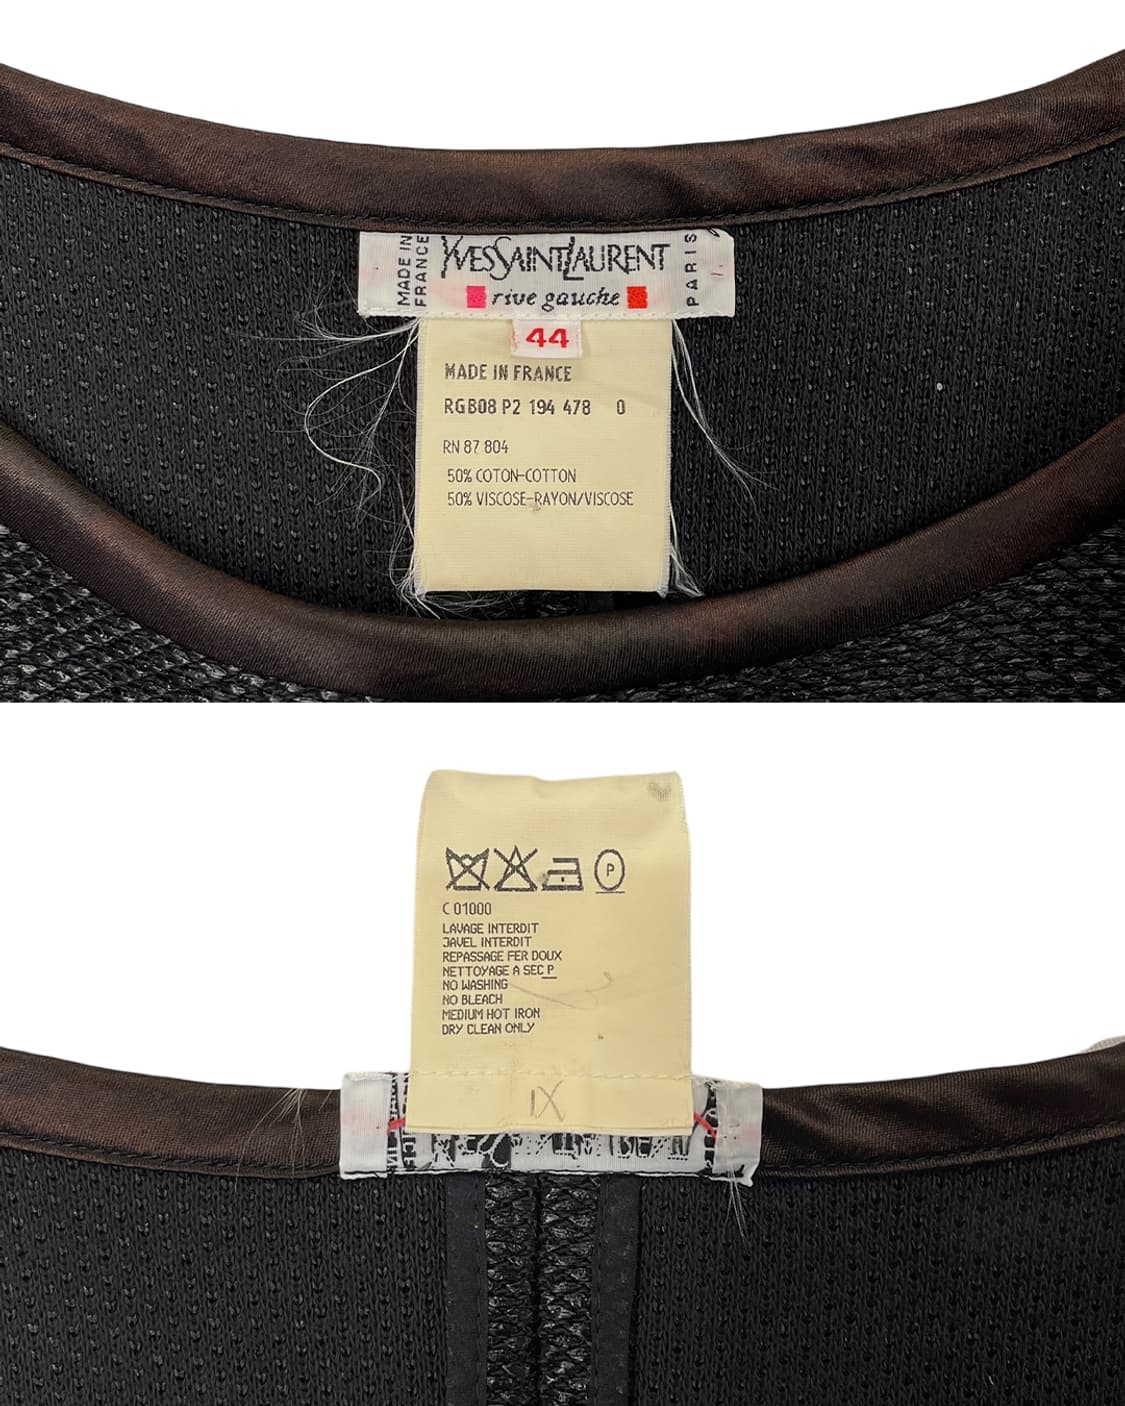 MADE IN
FRANCE
YVESSAINTLAURENT
rive gauche
PARIS
44
MADE IN FRANCE
RGB08 P2 194 478 0
RN 87 804
50% COTON-COTTON
50% VISCOSE-RAYON/VISCOSE
P
C 01000
LAVAGE INTERDIT
JAVEL INTERDIT
REPASSAGE FER DOUX
NETTOYAGE A SEC P
NO WASHING
NO BLEACH
MEDIUM HOT IRON
DRY CLEAN ONLY
IX